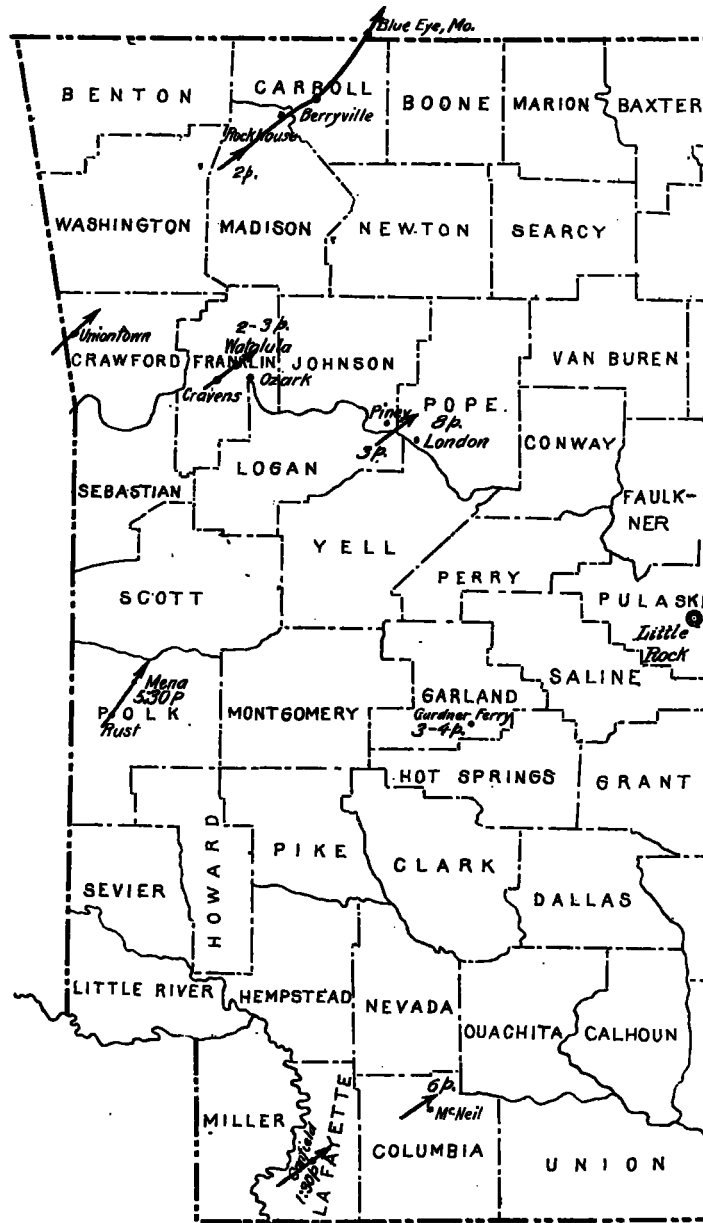 Blue Eye, Mo.
BENTON
CARROLL
BOONE
MARION
BAXTER
Berryville
Rockhouse
2p.
WASHINGTON
MADISON
NEWTON
SEARCY
Uniontown
CRAWFORD
2-3p.
Watalula
FRANKLIN
JOHNSON
VAN BUREN
Cravens
Ozark
Piney
POPE.
8p.
London
3p.
CONWAY
LOGAN
SEBASTIAN
FAULK-
NER
YELL
PERRY
SCOTT
PULASKI
Little
Rock
SALINE
Mena
5:30P
POLK
Rust
MONTGOMERY
GARLAND
Gurdner Ferry
3-4p.
HOT SPRINGS
GRANT
HOWARD
PIKE
CLARK
SEVIER
DALLAS
LITTLE RIVER
HEMPSTEAD
NEVADA
OUACHITA
CALHOUN
6p.
McNeil
MILLER
1:30p.
LA FAYETTE
COLUMBIA
UNION